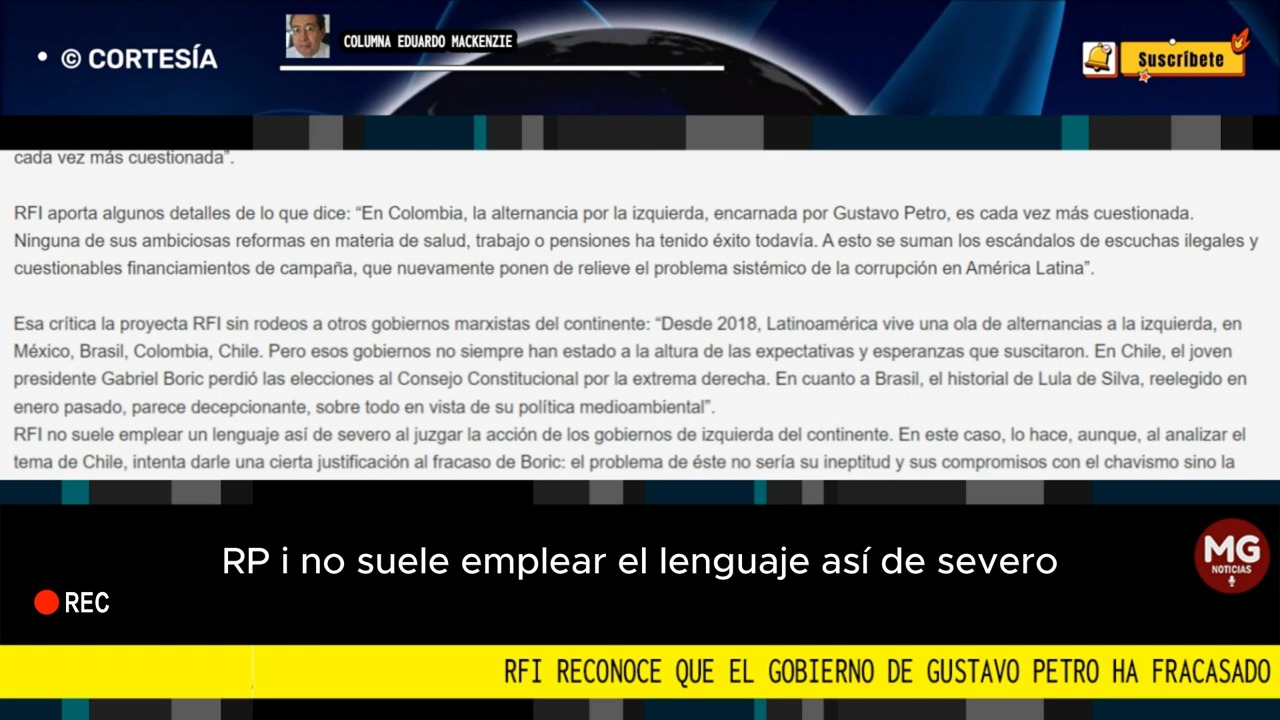 • © CORTESÍA
COLUMNA EDUARDO MACKENZIE
Suscríbete
cada vez más cuestionada”.
RFI aporta algunos detalles de lo que dice: “En Colombia, la alternancia por la izquierda, encarnada por Gustavo Petro, es cada vez más cuestionada.
Ninguna de sus ambiciosas reformas en materia de salud, trabajo o pensiones ha tenido éxito todavía. A esto se suman los escándalos de escuchas ilegales y
cuestionables financiamientos de campaña, que nuevamente ponen de relieve el problema sistémico de la corrupción en América Latina”.
Esa crítica la proyecta RFI sin rodeos a otros gobiernos marxistas del continente: “Desde 2018, Latinoamérica vive una ola de alternancias a la izquierda, en
México, Brasil, Colombia, Chile. Pero esos gobiernos no siempre han estado a la altura de las expectativas y esperanzas que suscitaron. En Chile, el joven
presidente Gabriel Boric perdió las elecciones al Consejo Constitucional por la extrema derecha. En cuanto a Brasil, el historial de Lula de Silva, reelegido en
enero pasado, parece decepcionante, sobre todo en vista de su política medioambiental”.
RFI no suele emplear un lenguaje así de severo al juzgar la acción de los gobiernos de izquierda del continente. En este caso, lo hace, aunque, al analizar el
tema de Chile, intenta darle una cierta justificación al fracaso de Boric: el problema de éste no sería su ineptitud y sus compromisos con el chavismo sino la
RP i no suele emplear el lenguaje así de severo
MG
NOTICIAS
REC
RFI RECONOCE QUE EL GOBIERNO DE GUSTAVO PETRO HA FRACASADO